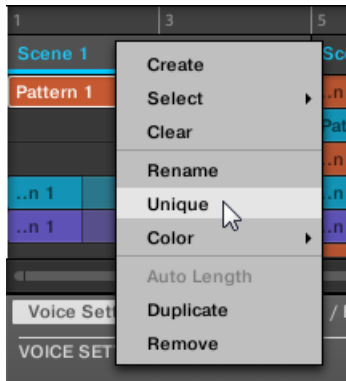 1 3 5
Scene 1 Sc
Create
Pattern 1 ..n
Select
Pat
Clear
..n
Rename
..n 1 ..n
Unique
..n 1 ..n
Color
Auto Length
Voice Sett Duplicate /
VOICE SET Remove